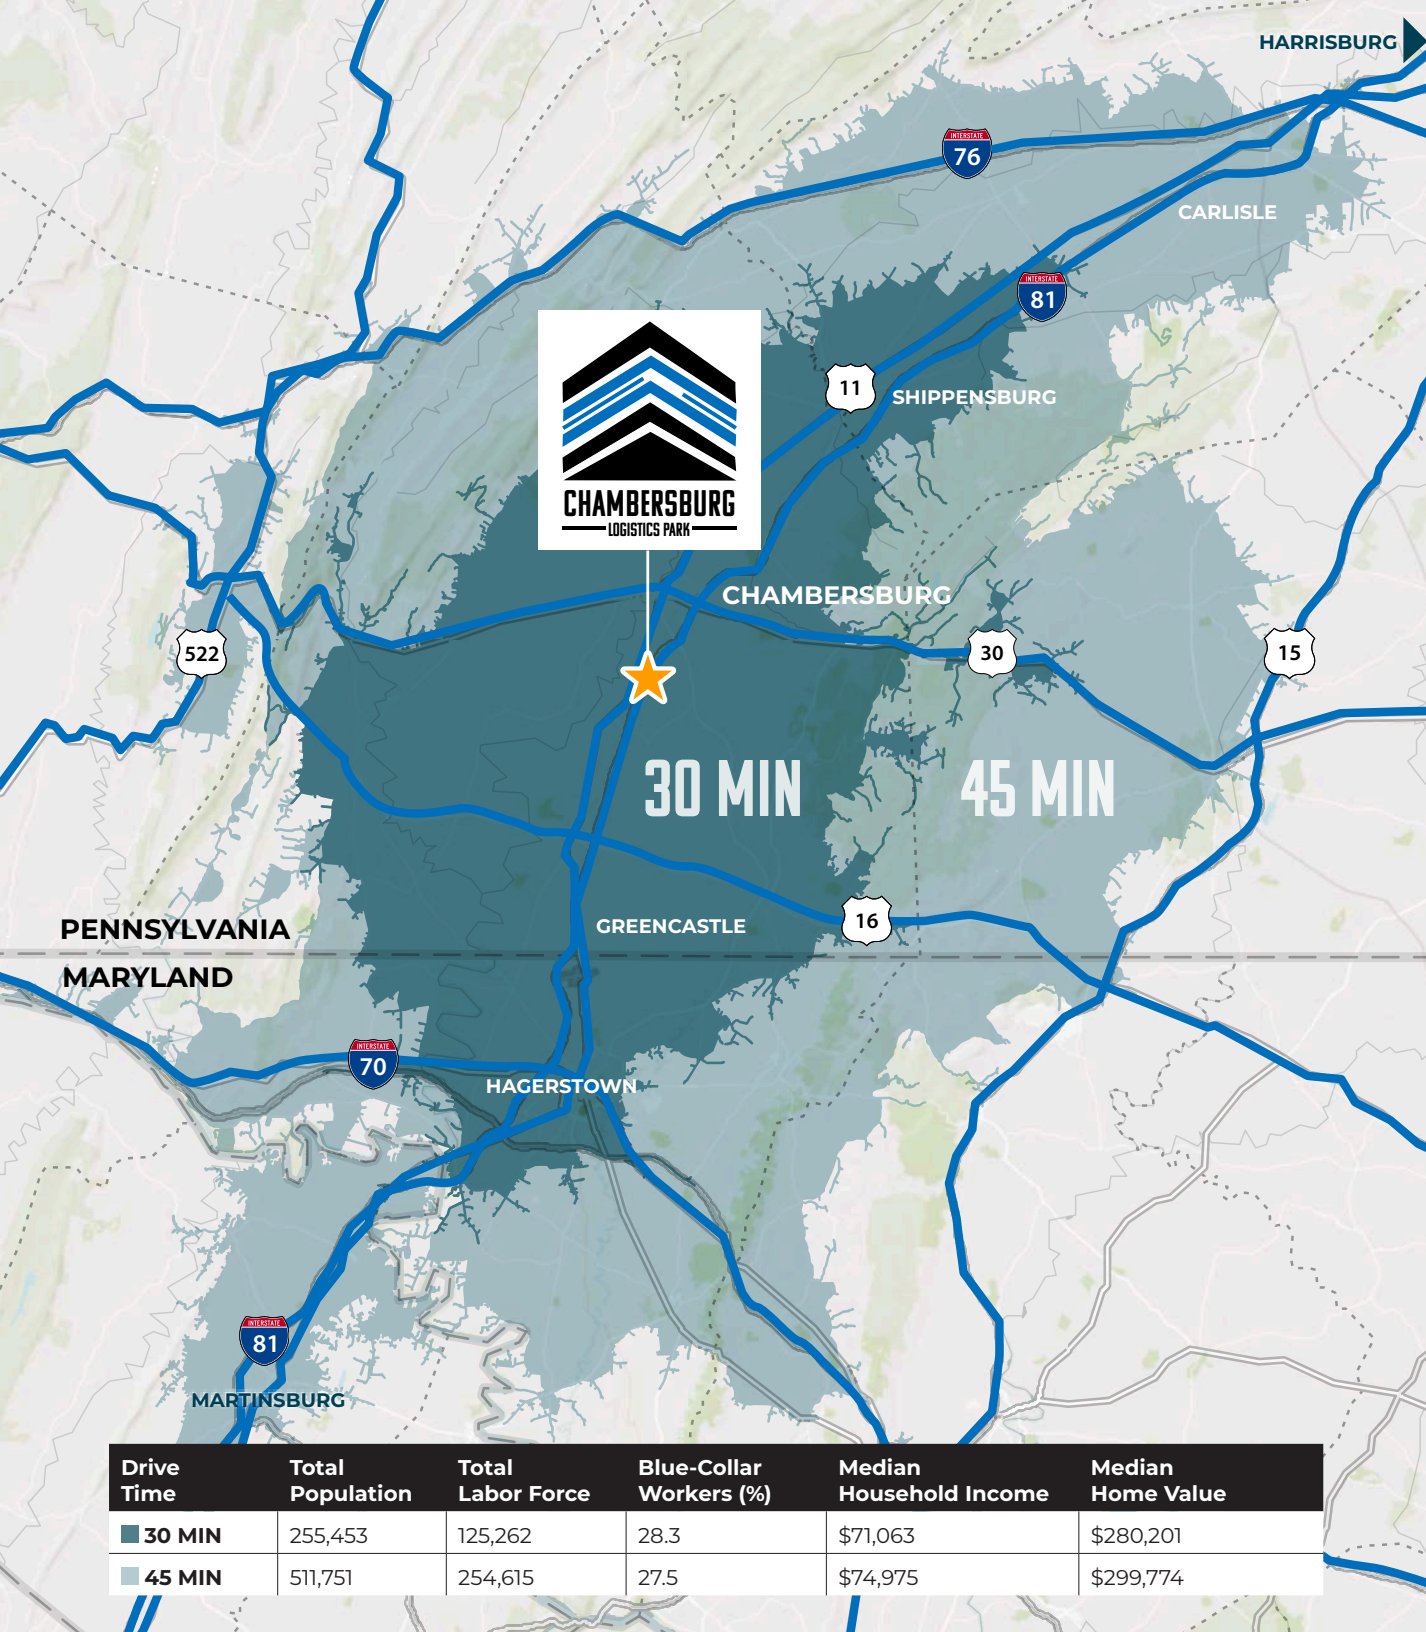 HARRISBURG
INTERSTATE
76
CARLISLE
INTERSTATE
81
11
SHIPPENSBURG
CHAMBERSBURG
LOGISTICS PARK
CHAMBERSBURG
522
30
15
30 MIN
45 MIN
16
GREENCASTLE
PENNSYLVANIA
MARYLAND
INTERSTATE
70
HAGERSTOWN
INTERSTATE
81
MARTINSBURG
Drive Time Total Population Total Labor Force Blue-Collar Workers (%) Median Household Income Median Home Value
30 MIN 255,453 125,262 28.3 $71,063 $280,201
45 MIN 511,751 254,615 27.5 $74,975 $299,774